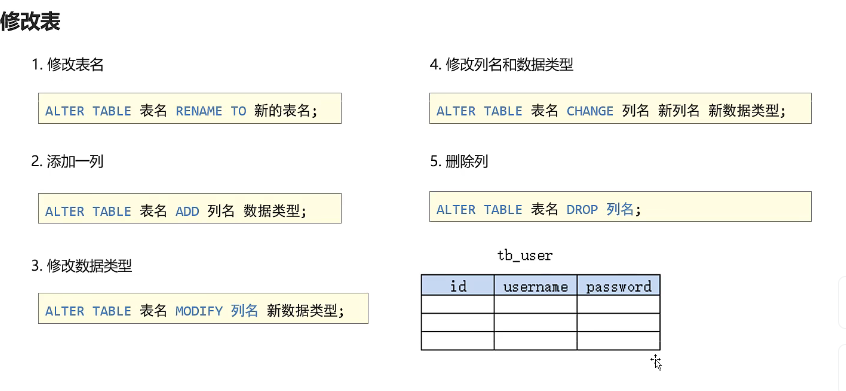 修改表
1. 修改表名
ALTER TABLE 表名 RENAME TO 新的表名;
2. 添加一列
ALTER TABLE 表名 ADD 列名 数据类型;
3. 修改数据类型
ALTER TABLE 表名 MODIFY 列名 新数据类型;
4. 修改列名和数据类型
ALTER TABLE 表名 CHANGE 列名 新列名 新数据类型;
5. 删除列
ALTER TABLE 表名 DROP 列名;
tb_user
id username password